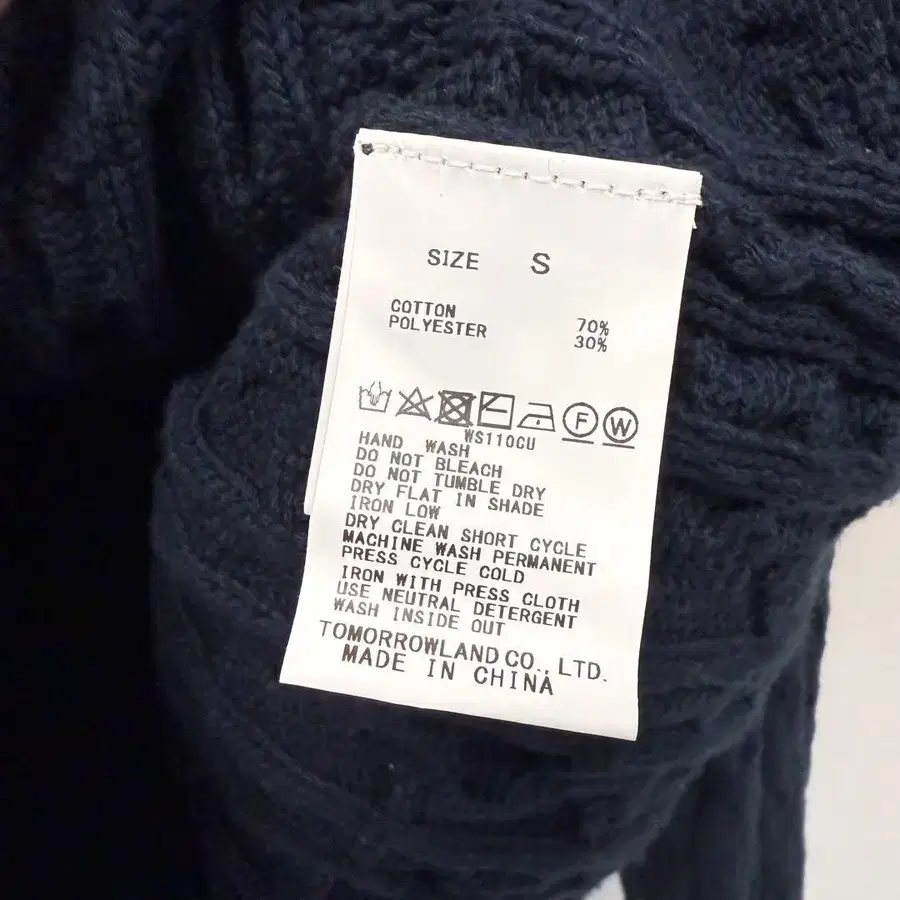 SIZE S
COTTON 70%
POLYESTER 30%
F W
WS110CU
HAND WASH
DO NOT BLEACH
DO NOT TUMBLE DRY
DRY FLAT IN SHADE
IRON LOW
DRY CLEAN SHORT CYCLE
MACHINE WASH PERMANENT
PRESS CYCLE COLD
IRON WITH PRESS CLOTH
USE NEUTRAL DETERGENT
WASH INSIDE OUT
TOMORROWLAND CO., LTD.
MADE IN CHINA